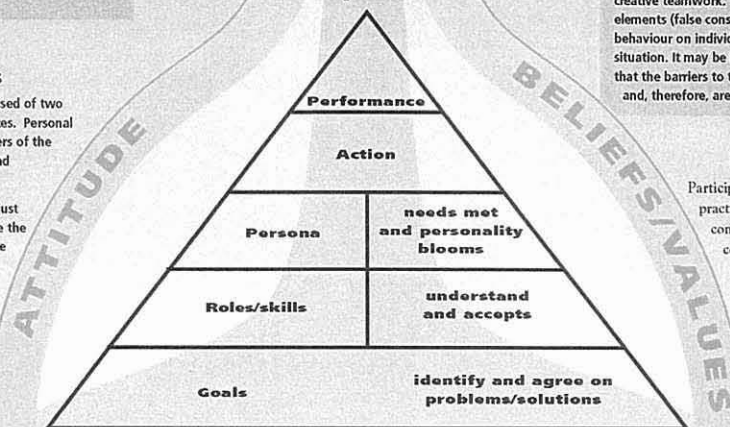 creative teamwork.
elements (false cons
behaviour on individ
situation. It may be
that the barriers to t
and, therefore, are
s
sed of two
es. Personal
ers of the
nd
ust
e the
e
ATTITUDE
BELIEFS/VALUES
Performance
Action
Persona
needs met
and personality
blooms
Roles/skills
understand
and accepts
Goals
identify and agree on
problems/solutions
Particip
pract
com
co